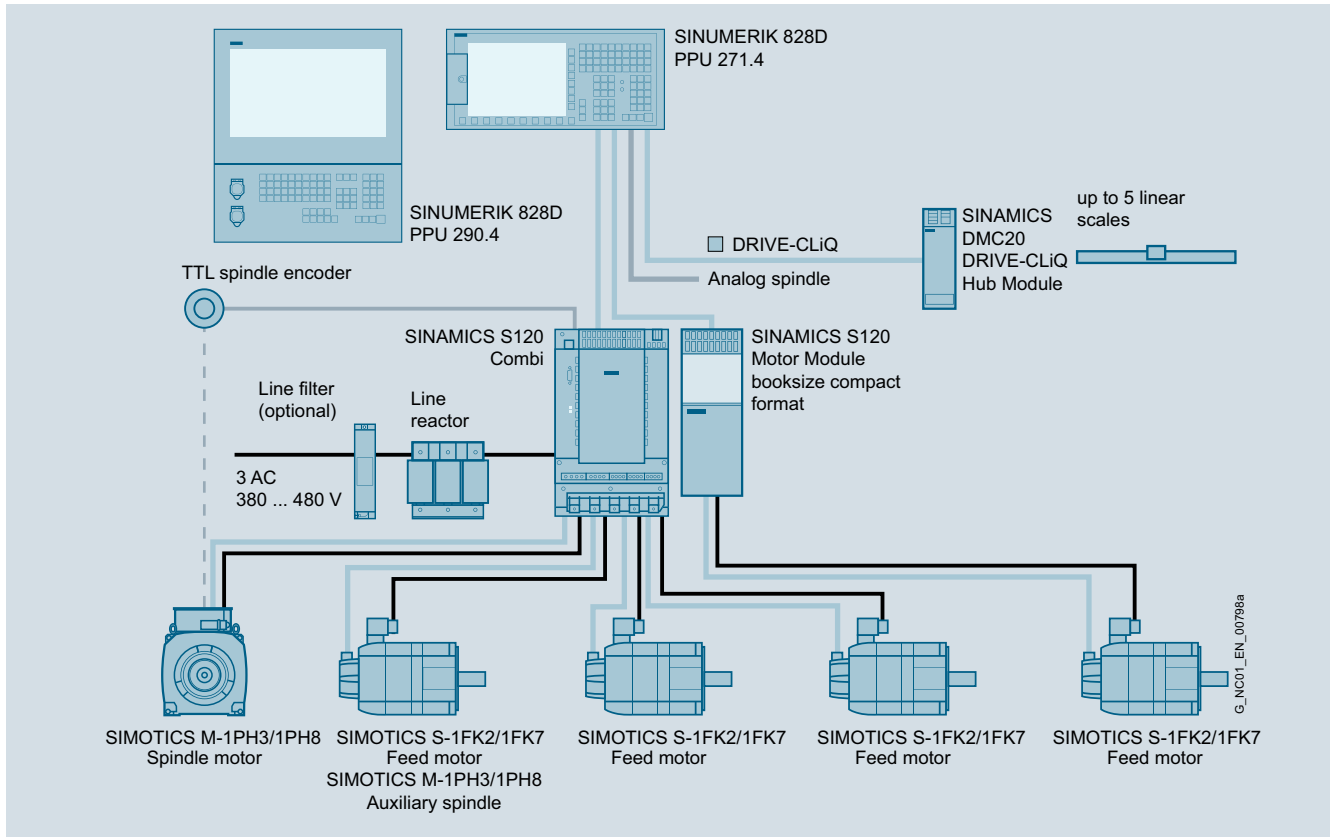 SINUMERIK 828D
PPU 271.4
SINUMERIK 828D
PPU 290.4
up to 5 linear
scales
SINAMICS
DMC20
DRIVE-CLiQ
Hub Module
DRIVE-CLiQ
Analog spindle
TTL spindle encoder
SINAMICS S120
Combi
SINAMICS S120
Motor Module
booksize compact
format
Line filter
(optional)
Line
reactor
3 AC
380 ... 480 V
SIMOTICS M-1PH3/1PH8
Spindle motor
SIMOTICS S-1FK2/1FK7
Feed motor
SIMOTICS M-1PH3/1PH8
Auxiliary spindle
SIMOTICS S-1FK2/1FK7
Feed motor
SIMOTICS S-1FK2/1FK7
Feed motor
SIMOTICS S-1FK2/1FK7
Feed motor
G_NC01_EN_00798a